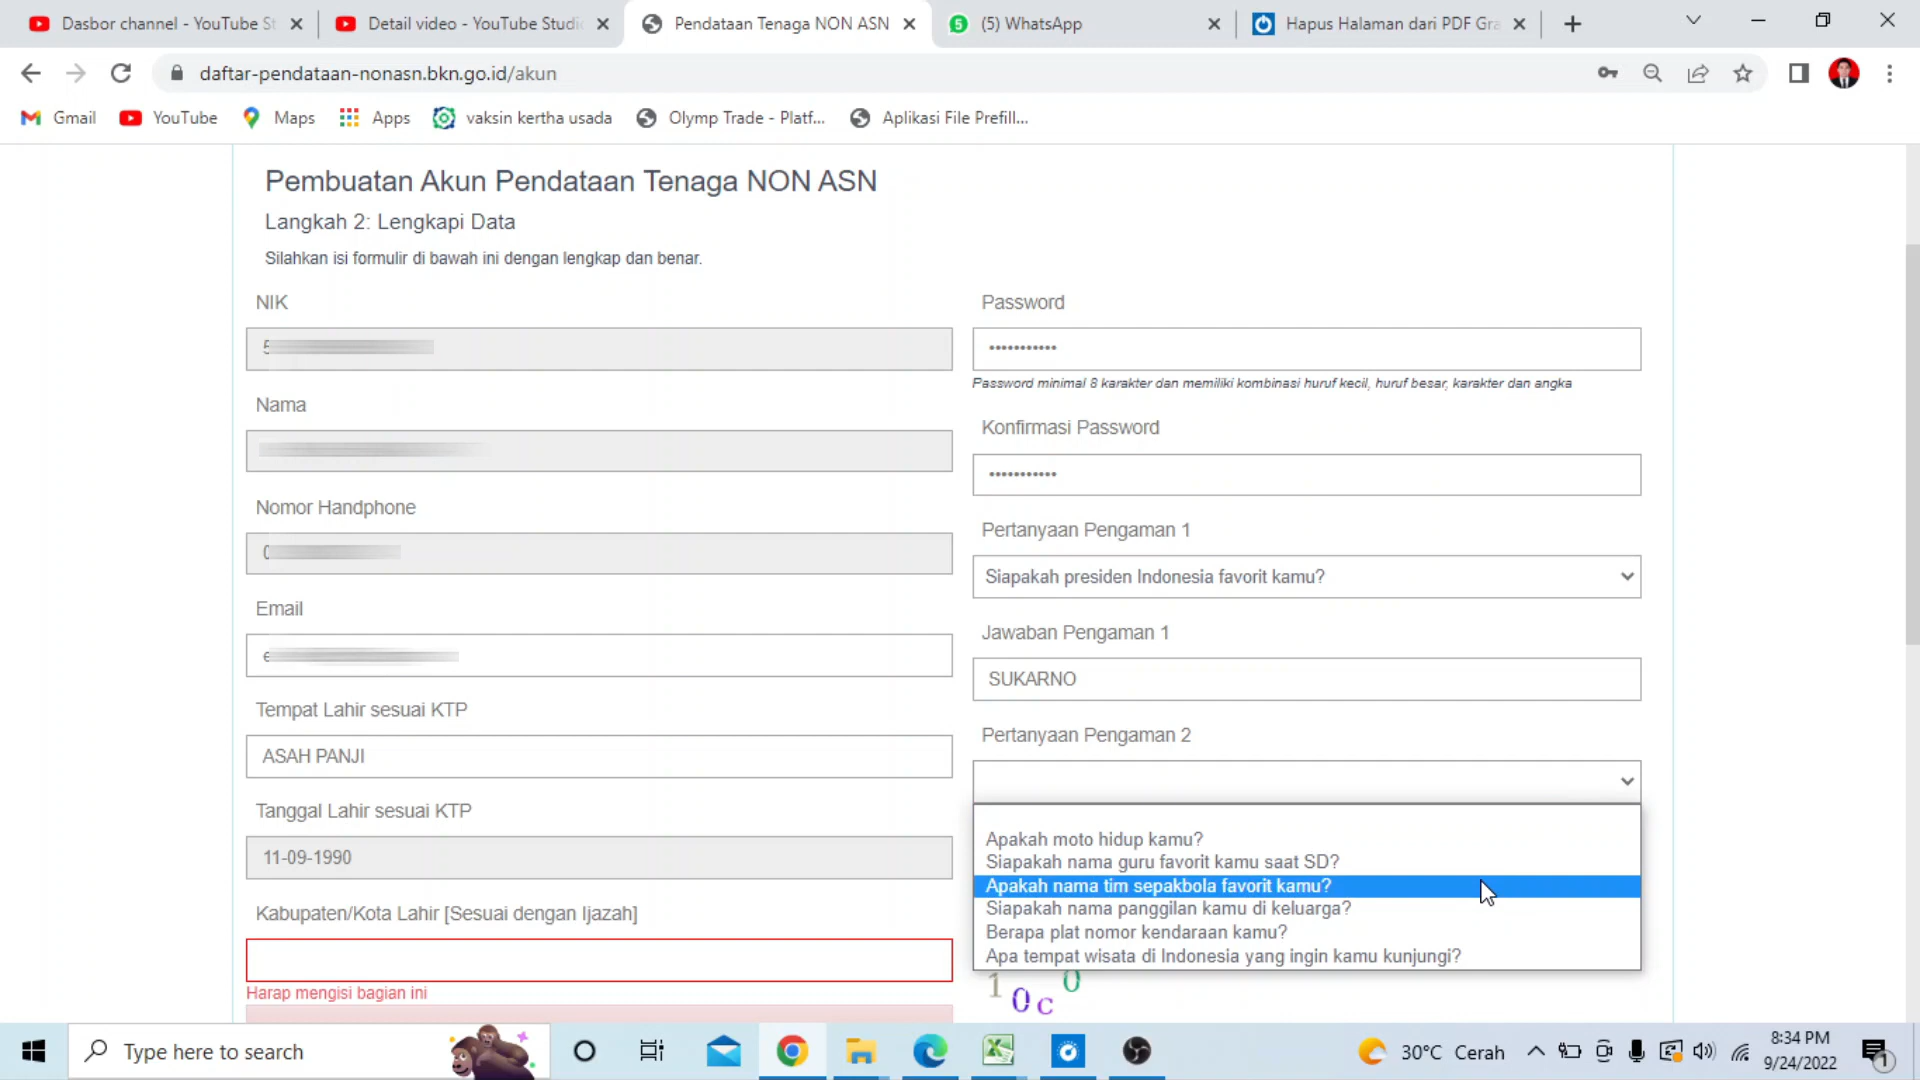 Dasbor channel - YouTube St
Detail video - YouTube Studi
Pendataan Tenaga NON ASN
(5) WhatsApp
Hapus Halaman dari PDF Gra
daftar-pendataan-nonasn.bkn.go.id/akun
Gmail
YouTube
Maps
Apps
vaksin kertha usada
Olymp Trade - Platf...
Aplikasi File Prefill...
Pembuatan Akun Pendataan Tenaga NON ASN
Langkah 2: Lengkapi Data
Silahkan isi formulir di bawah ini dengan lengkap dan benar.
NIK
5
Nama
Nomor Handphone
0
Email
e
Tempat Lahir sesuai KTP
ASAH PANJI
Tanggal Lahir sesuai KTP
11-09-1990
Kabupaten/Kota Lahir [Sesuai dengan Ijazah]
Harap mengisi bagian ini
Password
•••••••••••
Password minimal 8 karakter dan memiliki kombinasi huruf kecil, huruf besar, karakter dan angka
Konfirmasi Password
•••••••••••
Pertanyaan Pengaman 1
Siapakah presiden Indonesia favorit kamu?
Jawaban Pengaman 1
SUKARNO
Pertanyaan Pengaman 2
Apakah moto hidup kamu?
Siapakah nama guru favorit kamu saat SD?
Apakah nama tim sepakbola favorit kamu?
Siapakah nama panggilan kamu di keluarga?
Berapa plat nomor kendaraan kamu?
Apa tempat wisata di Indonesia yang ingin kamu kunjungi?
1 0 c 0
Type here to search
30°C Cerah
8:34 PM
9/24/2022
1